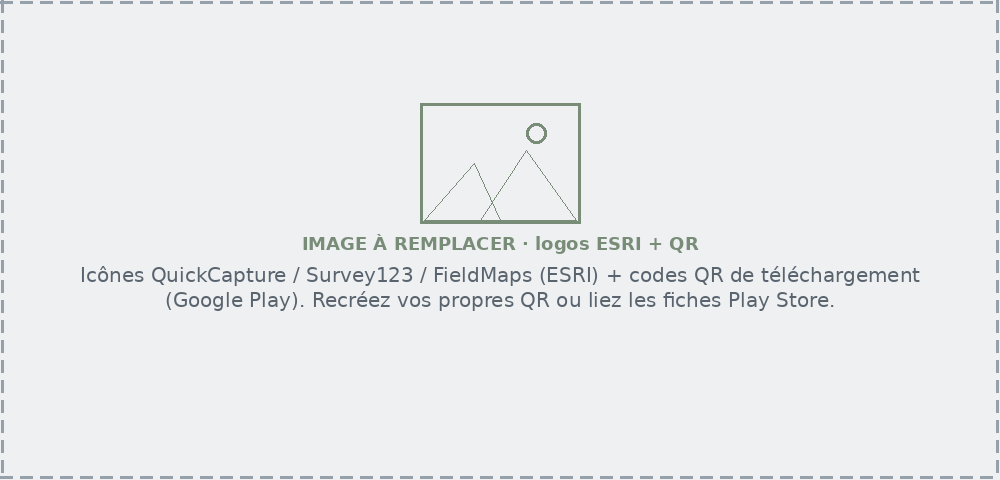 IMAGE À REMPLACER · logos ESRI + QR
Icônes QuickCapture / Survey123 / FieldMaps (ESRI) + codes QR de téléchargement
(Google Play). Recréez vos propres QR ou liez les fiches Play Store.